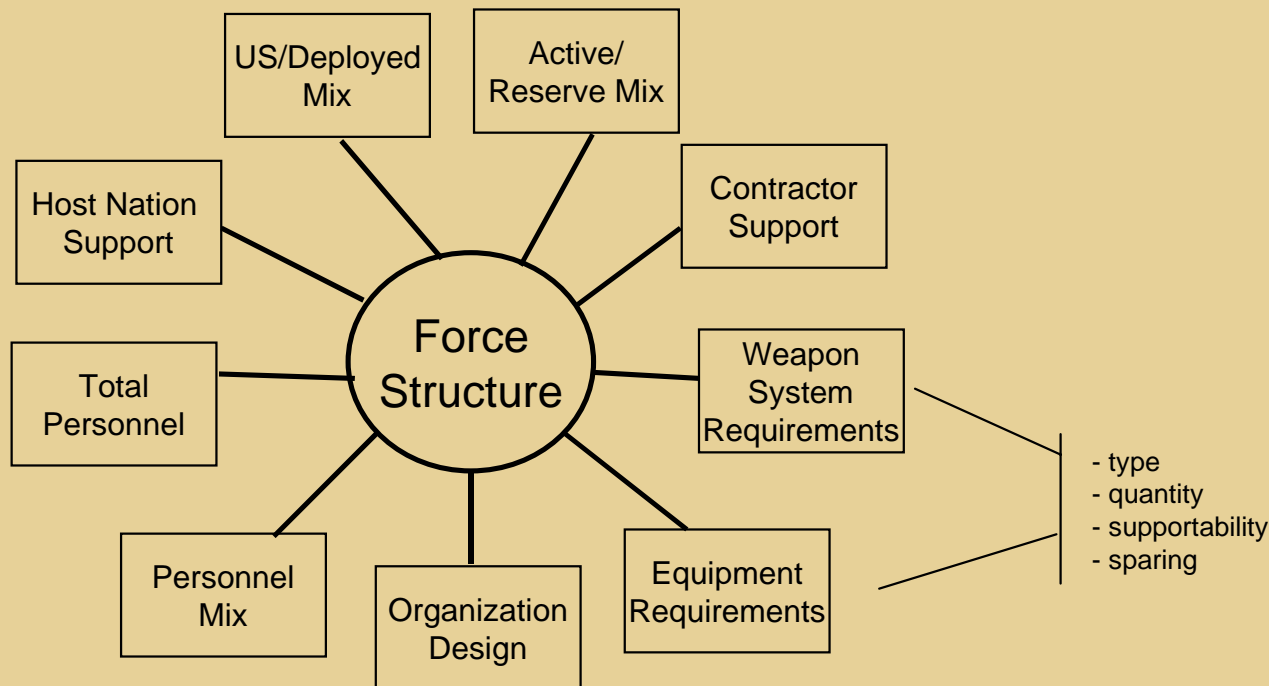 US/Deployed
Mix
Active/
Reserve Mix
Host Nation
Support
Contractor
Support
Force
Structure
Total
Personnel
Weapon
System
Requirements
- type
- quantity
- supportability
- sparing
Personnel
Mix
Organization
Design
Equipment
Requirements